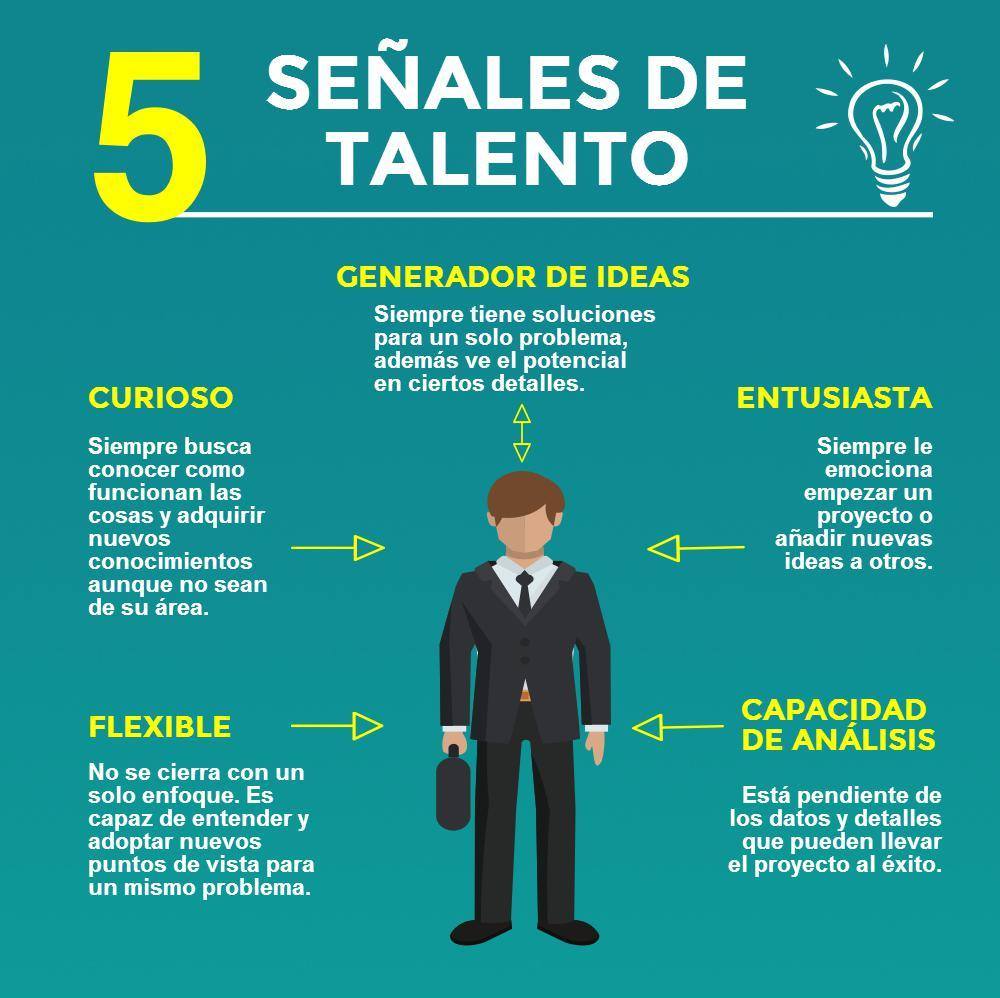 5
SEÑALES DE
TALENTO
GENERADOR DE IDEAS
Siempre tiene soluciones
para un solo problema,
además ve el potencial
en ciertos detalles.
CURIOSO
Siempre busca
conocer como
funcionan las
cosas y adquirir
nuevos
conocimientos
aunque no sean
de su área.
ENTUSIASTA
Siempre le
emociona
empezar un
proyecto o
añadir nuevas
ideas a otros.
FLEXIBLE
No se cierra con un
solo enfoque. Es
capaz de entender y
adoptar nuevos
puntos de vista para
un mismo problema.
CAPACIDAD
DE ANÁLISIS
Está pendiente de
los datos y detalles
que pueden llevar
el proyecto al éxito.